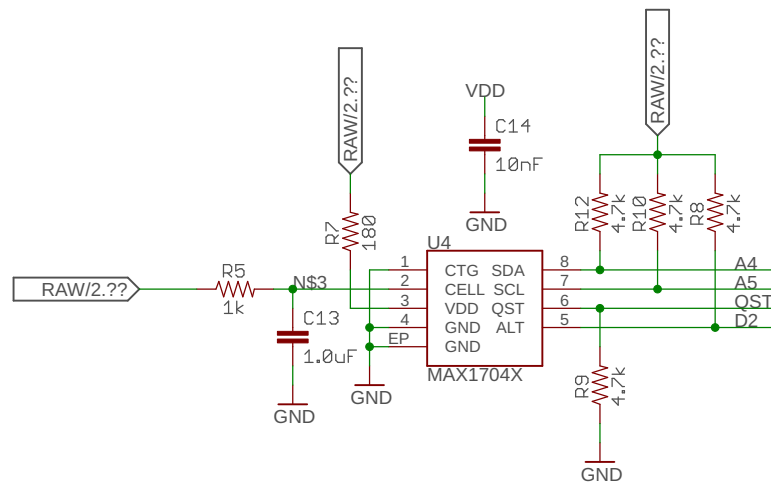 RAW/2.??
RAW/2.??
VDD
C14
10nF
GND
R12
4.7k
R10
4.7k
R8
4.7k
R7
180
U4
RAW/2.??
R5
1k
N$3
C13
1.0uF
GND
1 CTG SDA 8 A4
2 CELL SCL 7 A5
3 VDD QST 6 QST
4 GND ALT 5 D2
EP GND
MAX1704X
GND
R9
4.7k
GND